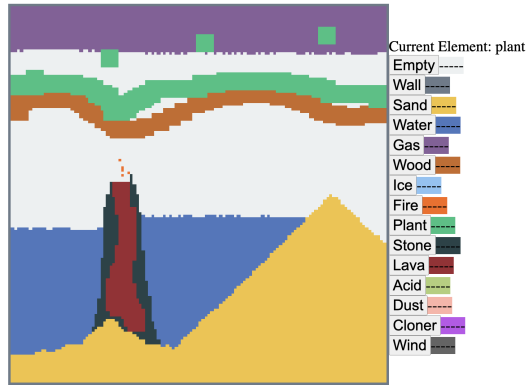 Current Element: plant
Empty -----
Wall -----
Sand -----
Water -----
Gas -----
Wood -----
Ice -----
Fire -----
Plant -----
Stone -----
Lava -----
Acid -----
Dust -----
Cloner -----
Wind -----